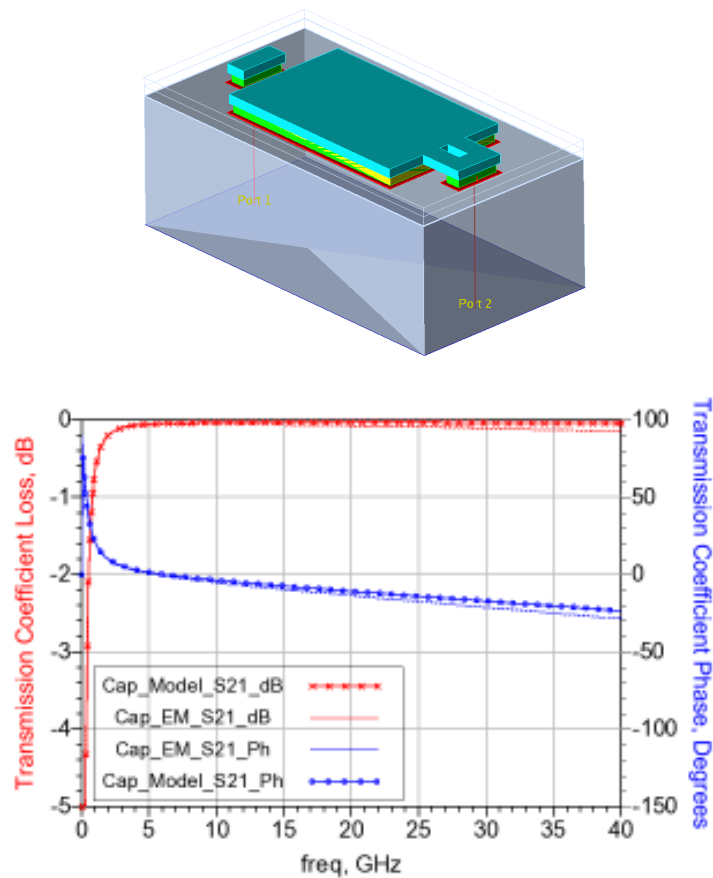 Port 1
Port 2
Transmission Coefficient Loss, dB
0
-1
-2
-3
-4
-5
100
50
0
-50
-100
-150
Transmission Coefficient Phase, Degrees
Cap_Model_S21_dB
Cap_EM_S21_dB
Cap_EM_S21_Ph
Cap_Model_S21_Ph
0 5 10 15 20 25 30 35 40
freq, GHz